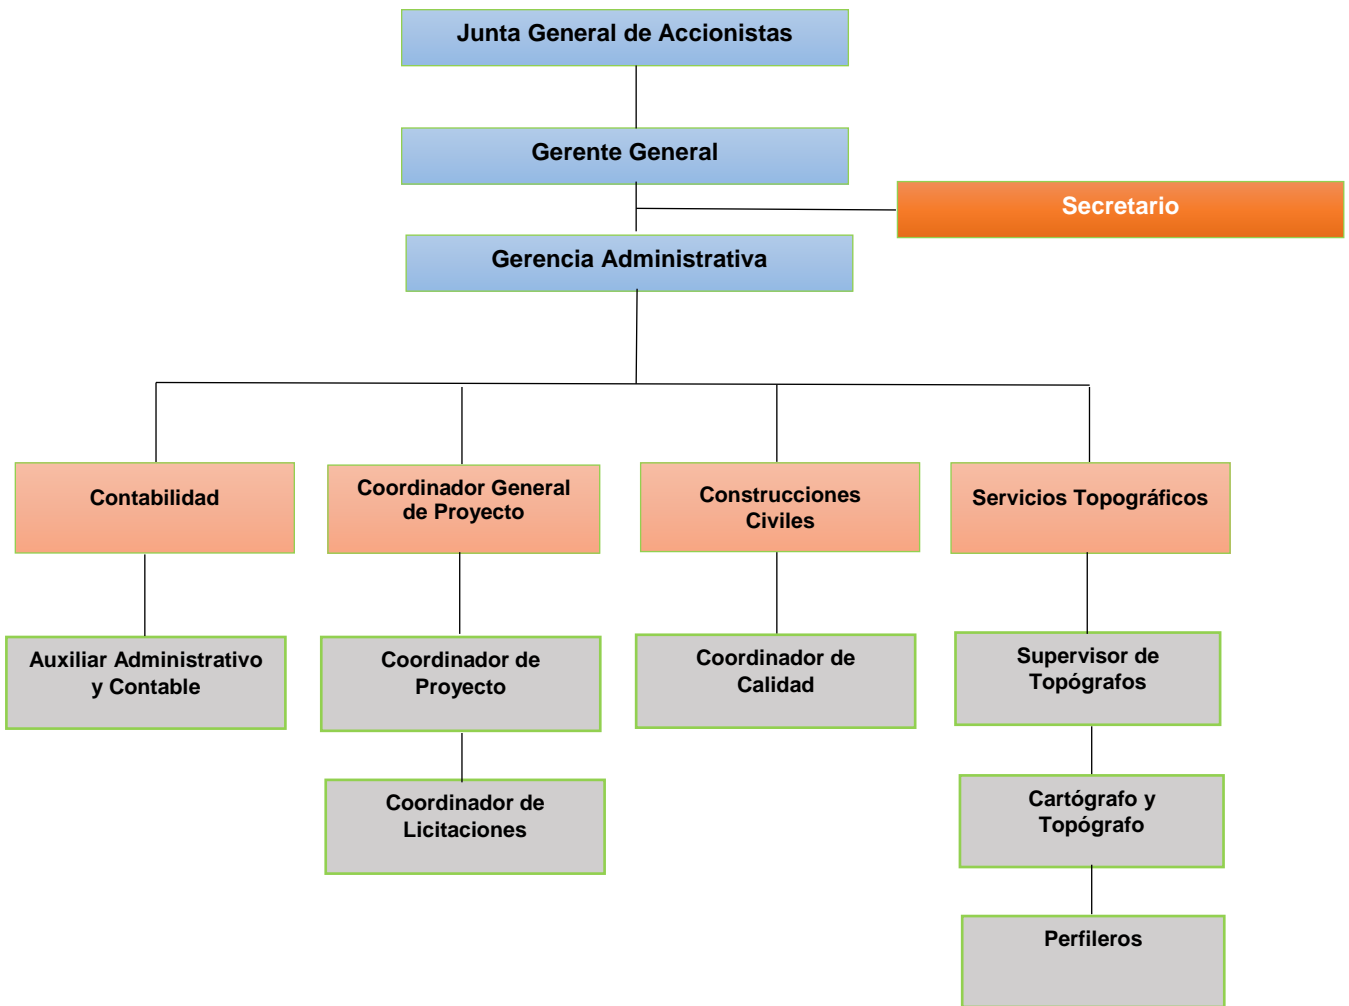 Junta General de Accionistas
Gerente General
Secretario
Gerencia Administrativa
Contabilidad
Coordinador General
de Proyecto
Construcciones
Civiles
Servicios Topográficos
Auxiliar Administrativo
y Contable
Coordinador de
Proyecto
Coordinador de
Calidad
Supervisor de
Topógrafos
Coordinador de
Licitaciones
Cartógrafo y
Topógrafo
Perfileros